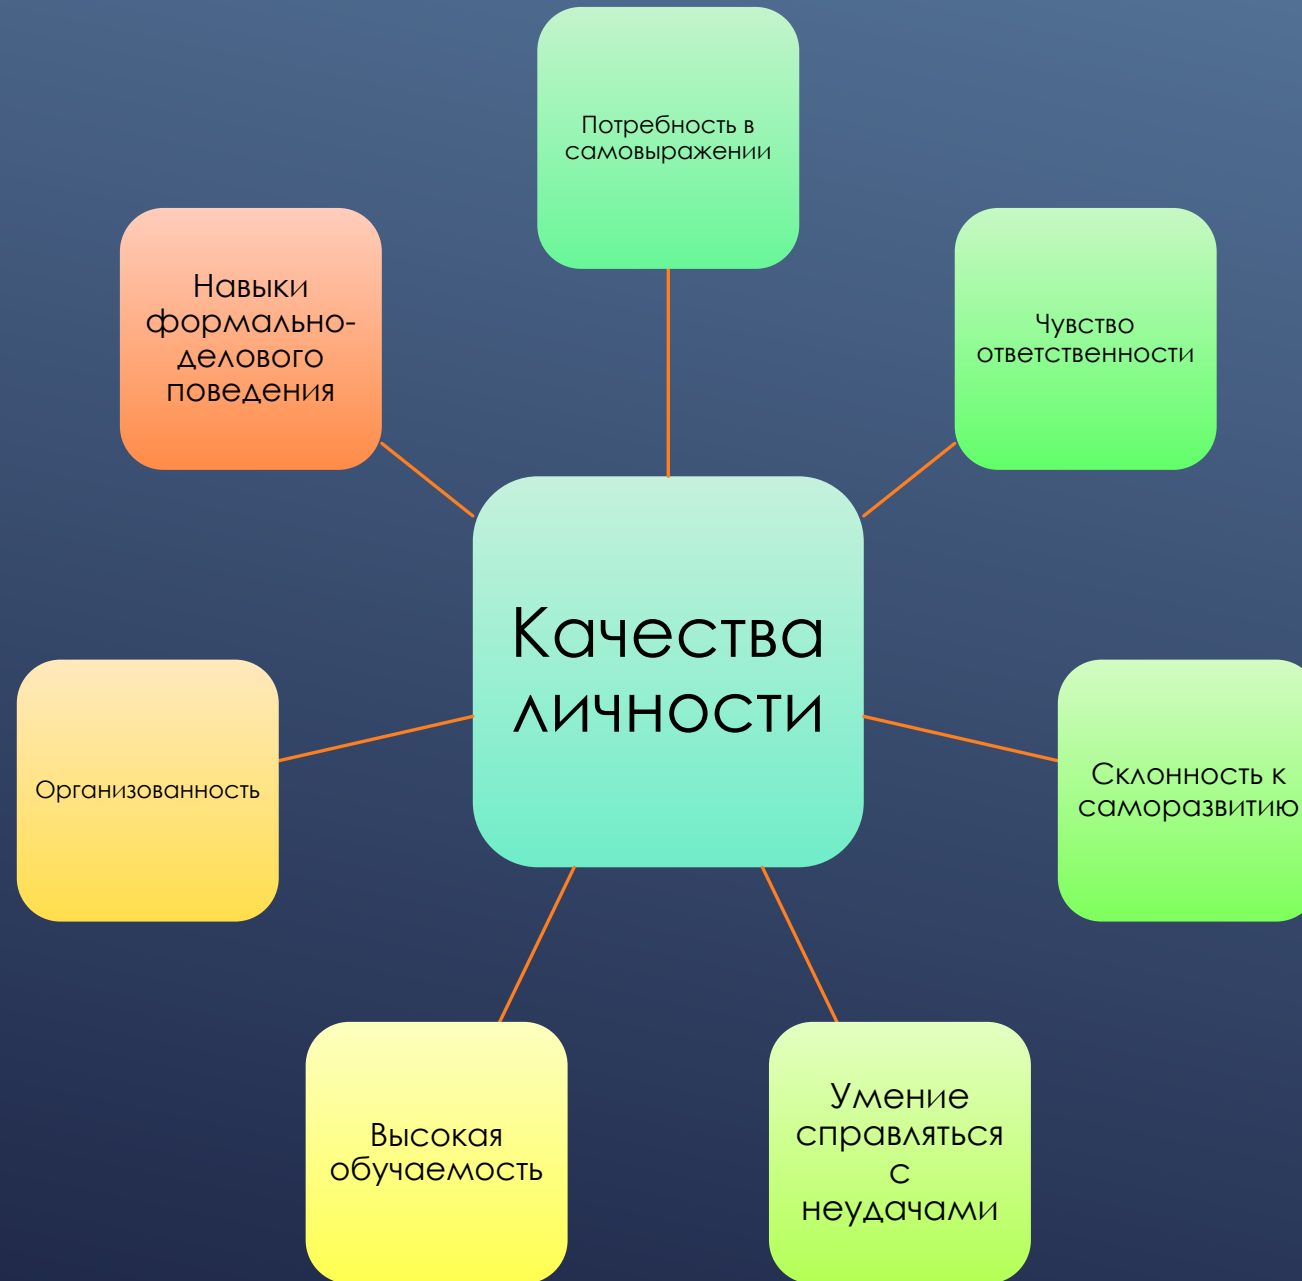 Потребность в
самовыражении
Навыки
формально-
делового
поведения
Чувство
ответственности
Качества
личности
Организованность
Склонность к
саморазвитию
Высокая
обучаемость
Умение
справляться
с
неудачами